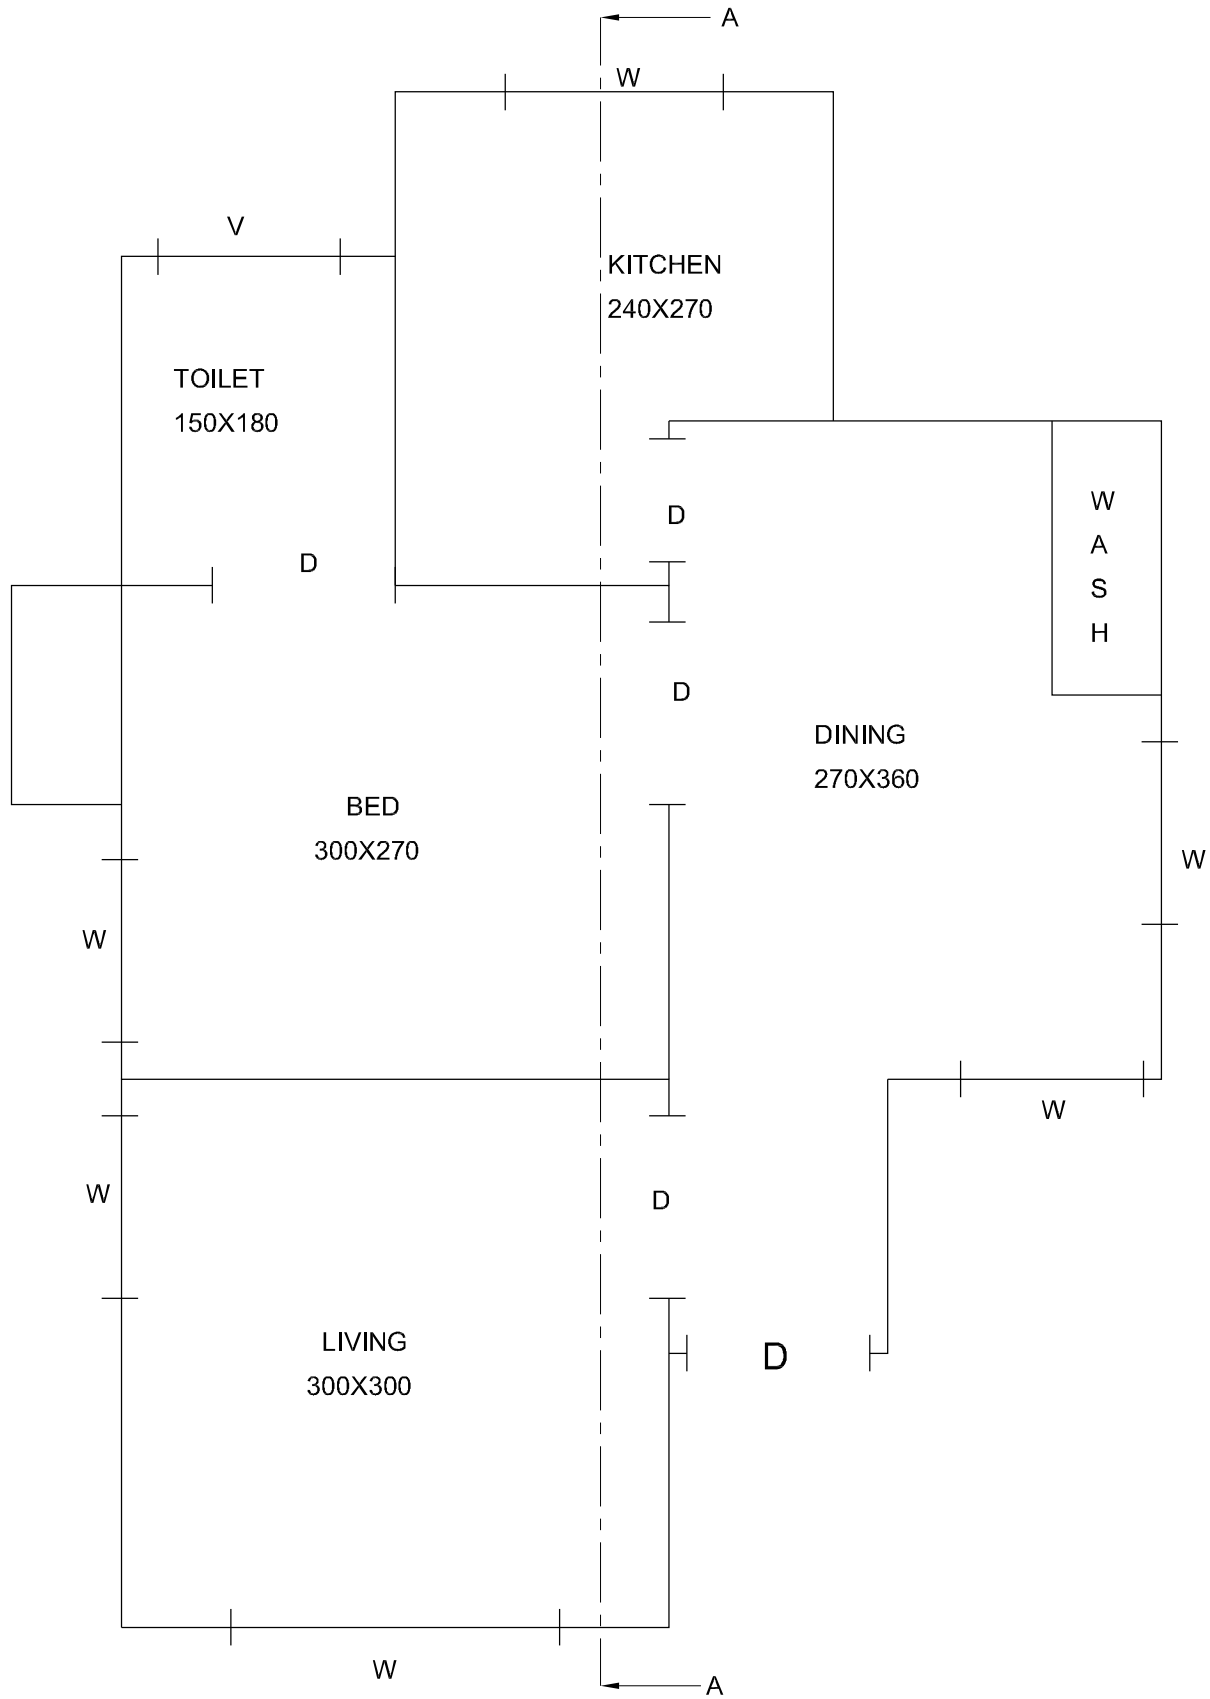 A
W
V
KITCHEN
240X270
TOILET
150X180
D
D
W
A
S
H
D
DINING
270X360
BED
300X270
W
W
W
W
D
LIVING
300X300
D
W
A